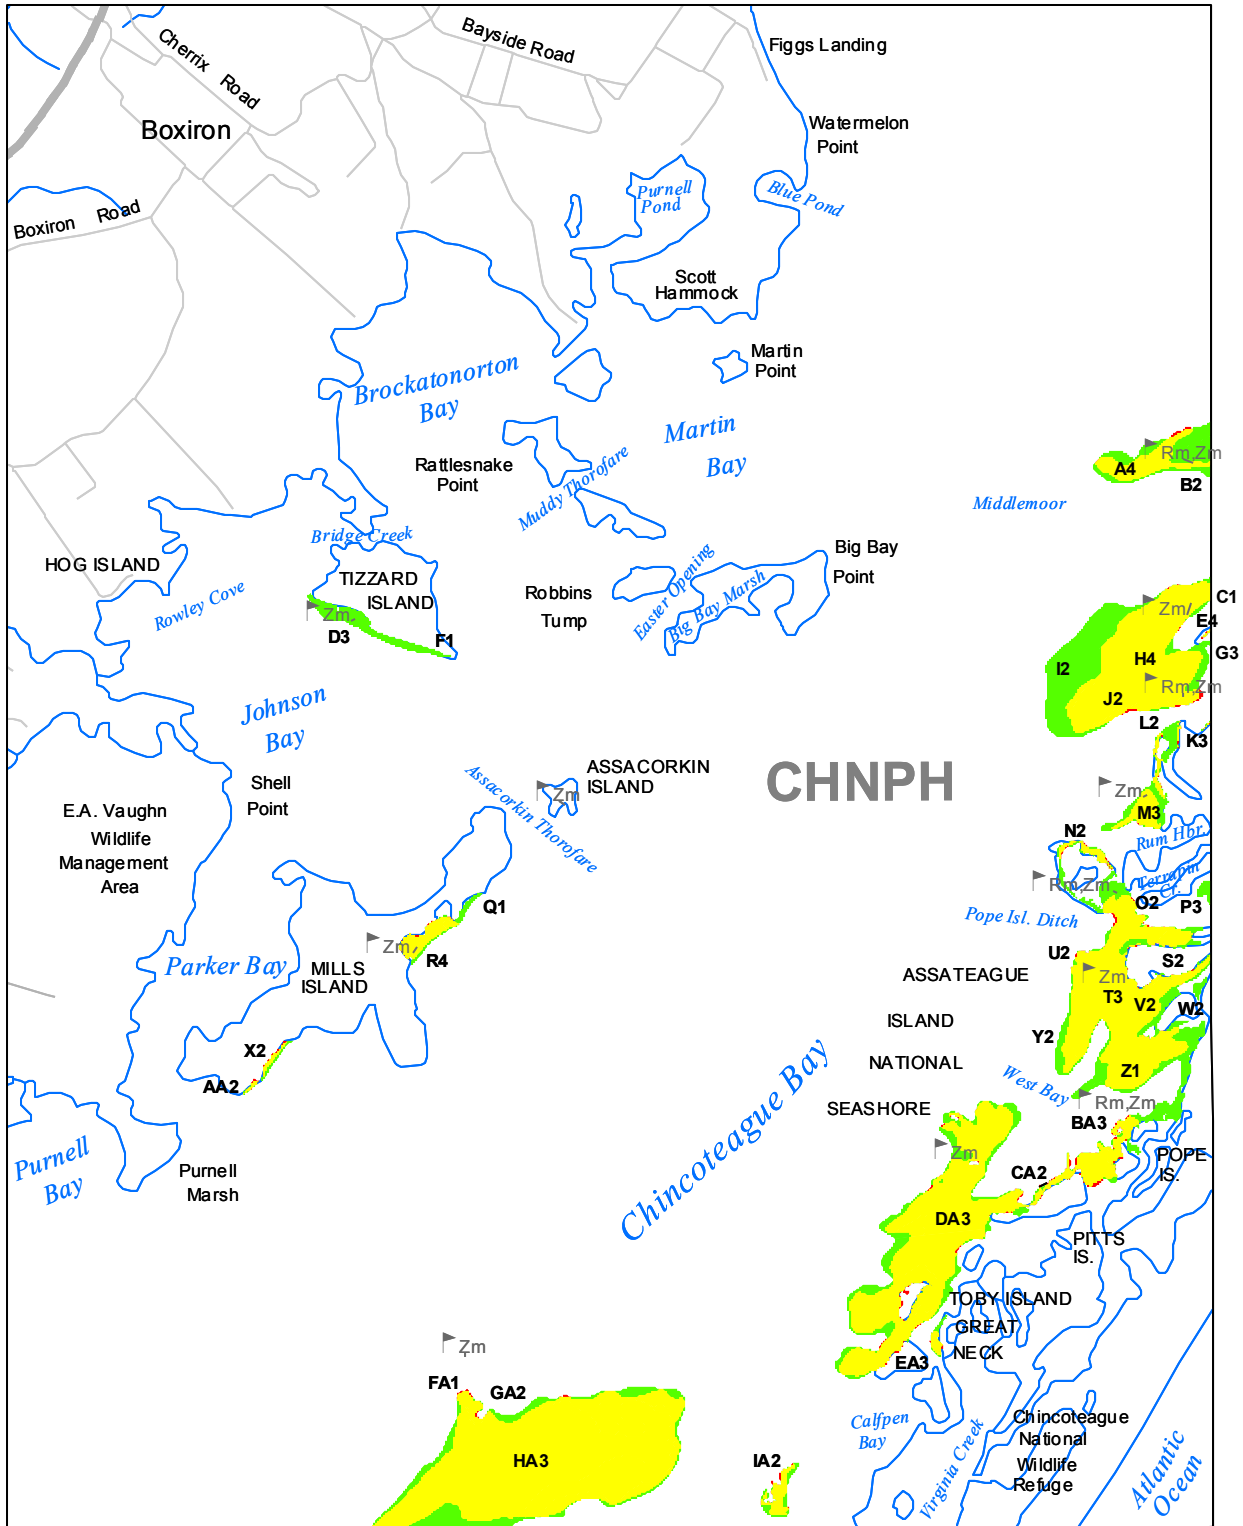 Bayside Road
Figgs Landing
Cherrix Road
Boxiron
Watermelon
Point
Purnell
Pond
Blue Pond
Boxiron Road
Scott
Hammock
Martin
Point
Brockatonorton
Bay
Martin
Bay
Rm,Zm
A4
B2
Rattlesnake
Point
Muddy Thorofare
Middlemoor
Bridge Creek
HOG ISLAND
TIZZARD
ISLAND
Rowley Cove
Zm,
D3
F1
Robbins
Tump
Easter Opening
Big Bay Marsh
Big Bay
Point
Zm/
C1
E4
G3
H4
I2
Rm,Zm
J2
L2
K3
Johnson
Bay
Shell
Point
Assacorkin Thorofare
Zm
ASSACORKIN
ISLAND
CHNPH
Zm,
M3
E.A. Vaughn
Wildlife
Management
Area
N2
Rum Hbr.
Terrapin
Cr.
Rm,Zm,
O2
P3
Pope Isl. Ditch
Q1
Zm,
R4
Parker Bay
MILLS
ISLAND
U2
S2
ASSATEAGUE
ISLAND
NATIONAL
SEASHORE
Zm
T3
V2
W2
Y2
X2
AA2
Z1
West Bay
Rm,Zm
BA3
Chincoteague Bay
Purnell
Bay
Purnell
Marsh
Zm
CA2
POPE
IS.
DA3
PITTS
IS.
TOBY ISLAND
GREAT
NECK
EA3
Zm
FA1
GA2
HA3
IA2
Calfpen
Bay
Virginia Creek
Chincoteague
National
Wildlife
Refuge
Atlantic
Ocean